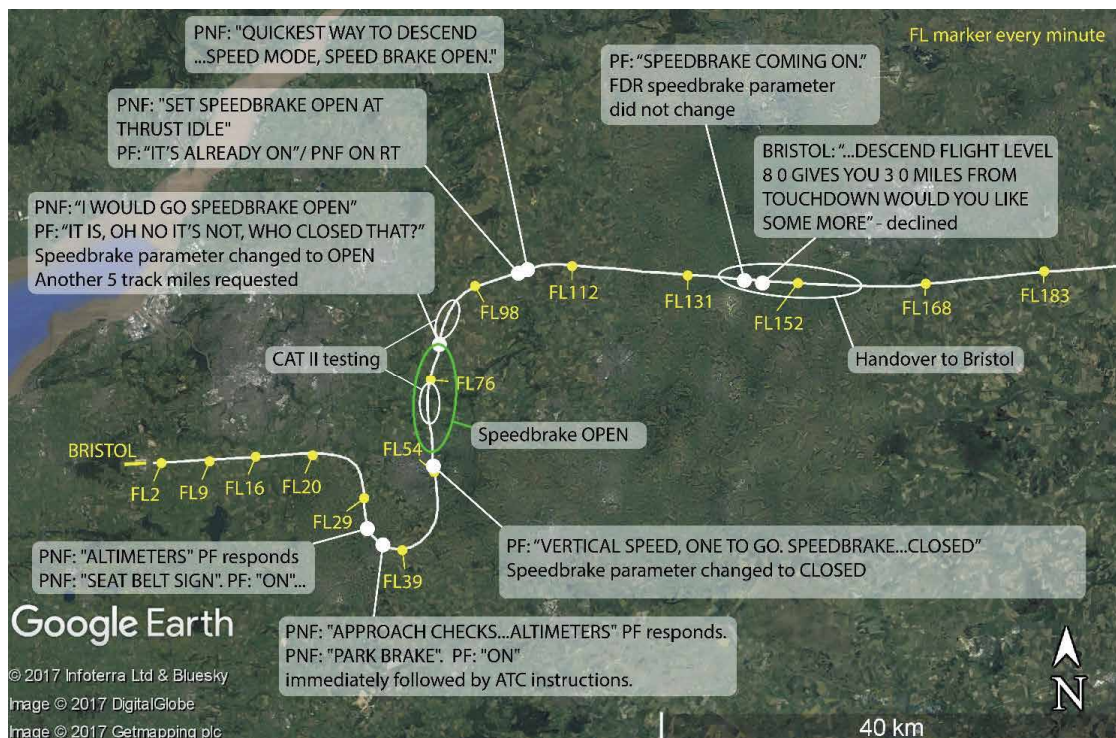 PNF: "QUICKEST WAY TO DESCEND
...SPEED MODE, SPEED BRAKE OPEN."
FL marker every minute
PF: “SPEEDBRAKE COMING ON.”
FDR speedbrake parameter
did not change
PNF: "SET SPEEDBRAKE OPEN AT
THRUST IDLE"
PF: “IT’S ALREADY ON”/ PNF ON RT
BRISTOL: “...DESCEND FLIGHT LEVEL
8 0 GIVES YOU 3 0 MILES FROM
TOUCHDOWN WOULD YOU LIKE
SOME MORE” - declined
PNF: “I WOULD GO SPEEDBRAKE OPEN”
PF: “IT IS, OH NO IT’S NOT, WHO CLOSED THAT?”
Speedbrake parameter changed to OPEN
Another 5 track miles requested
FL98
FL112
FL131
FL152
FL168
FL183
CAT II testing
Handover to Bristol
FL76
Speedbrake OPEN
BRISTOL
FL54
FL2
FL9
FL16
FL20
FL29
FL39
PNF: "ALTIMETERS" PF responds
PNF: "SEAT BELT SIGN". PF: "ON"...
PF: “VERTICAL SPEED, ONE TO GO. SPEEDBRAKE...CLOSED”
Speedbrake parameter changed to CLOSED
PNF: "APPROACH CHECKS...ALTIMETERS" PF responds.
PNF: "PARK BRAKE". PF: "ON"
immediately followed by ATC instructions.
Google Earth
© 2017 Infoterra Ltd & Bluesky
Image © 2017 DigitalGlobe
Image © 2017 Getmapping plc
N
40 km